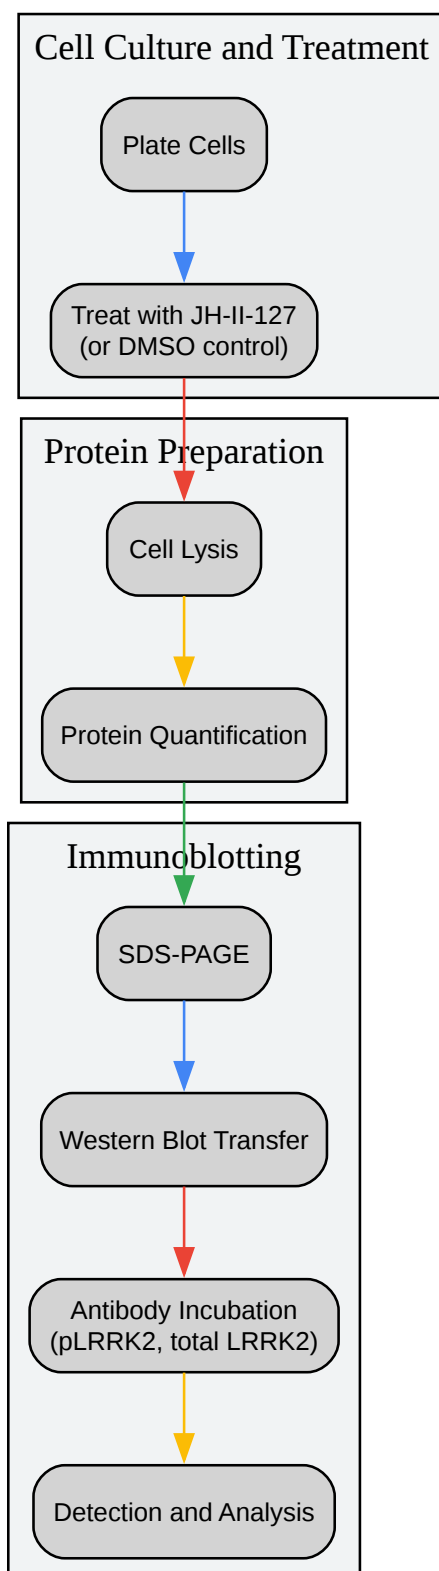 Cell Culture and Treatment
Plate Cells
Treat with JH-II-127
(or DMSO control)
Protein Preparation
Cell Lysis
Protein Quantification
Immunoblotting
SDS-PAGE
Western Blot Transfer
Antibody Incubation
(pLRRK2, total LRRK2)
Detection and Analysis